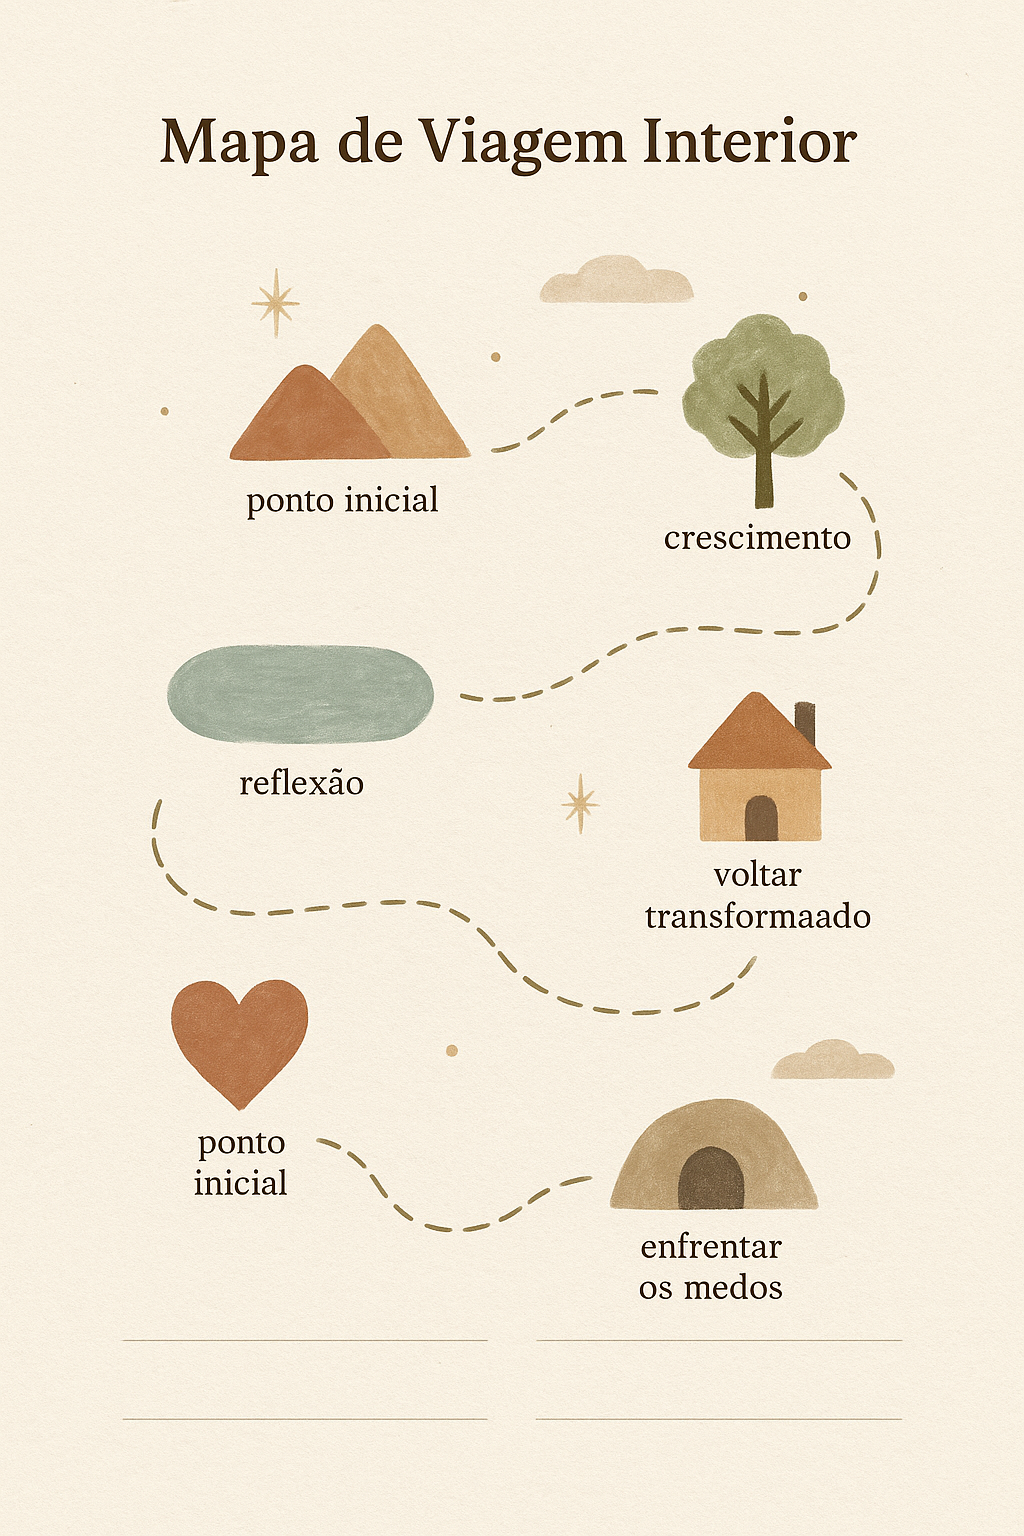 Mapa de Viagem Interior
ponto inicial
crescimento
reflexão
voltar
transformaado
ponto
inicial
enfrentar
os medos